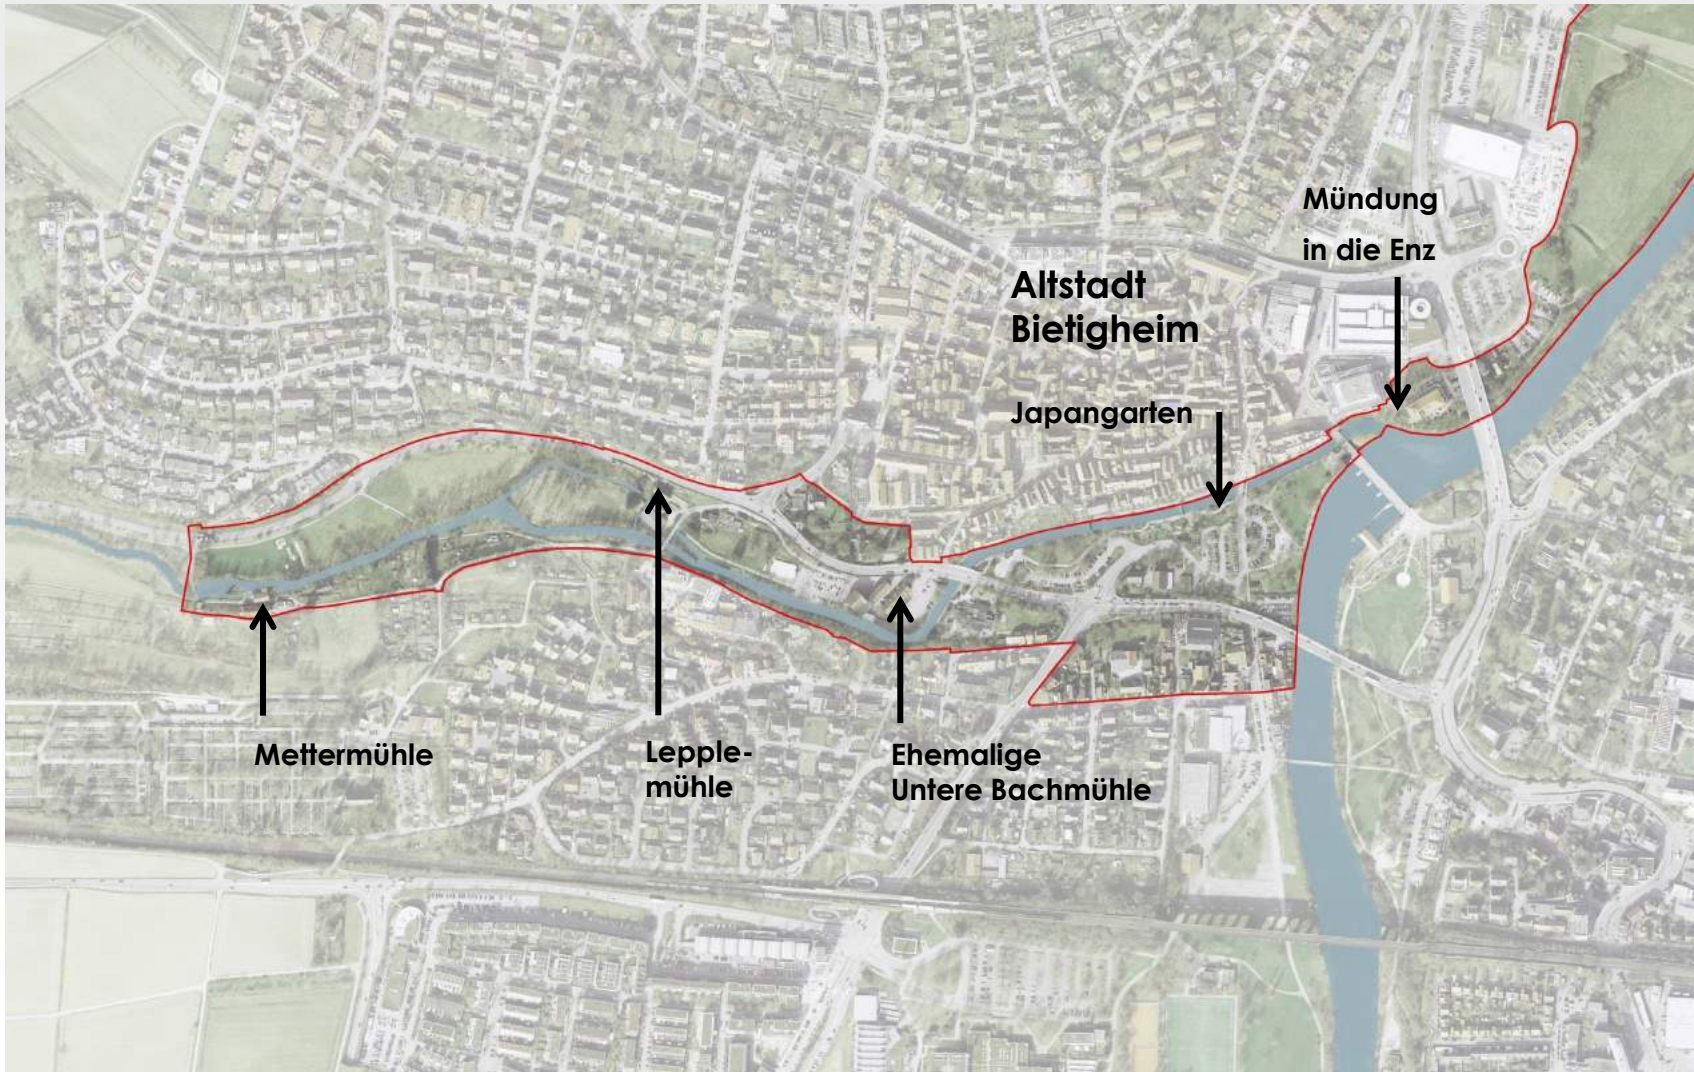 Mündung
in die Enz
Altstadt
Bietigheim
Japangarten
Mettermühle
Lepple-
mühle
Ehemalige
Untere Bachmühle